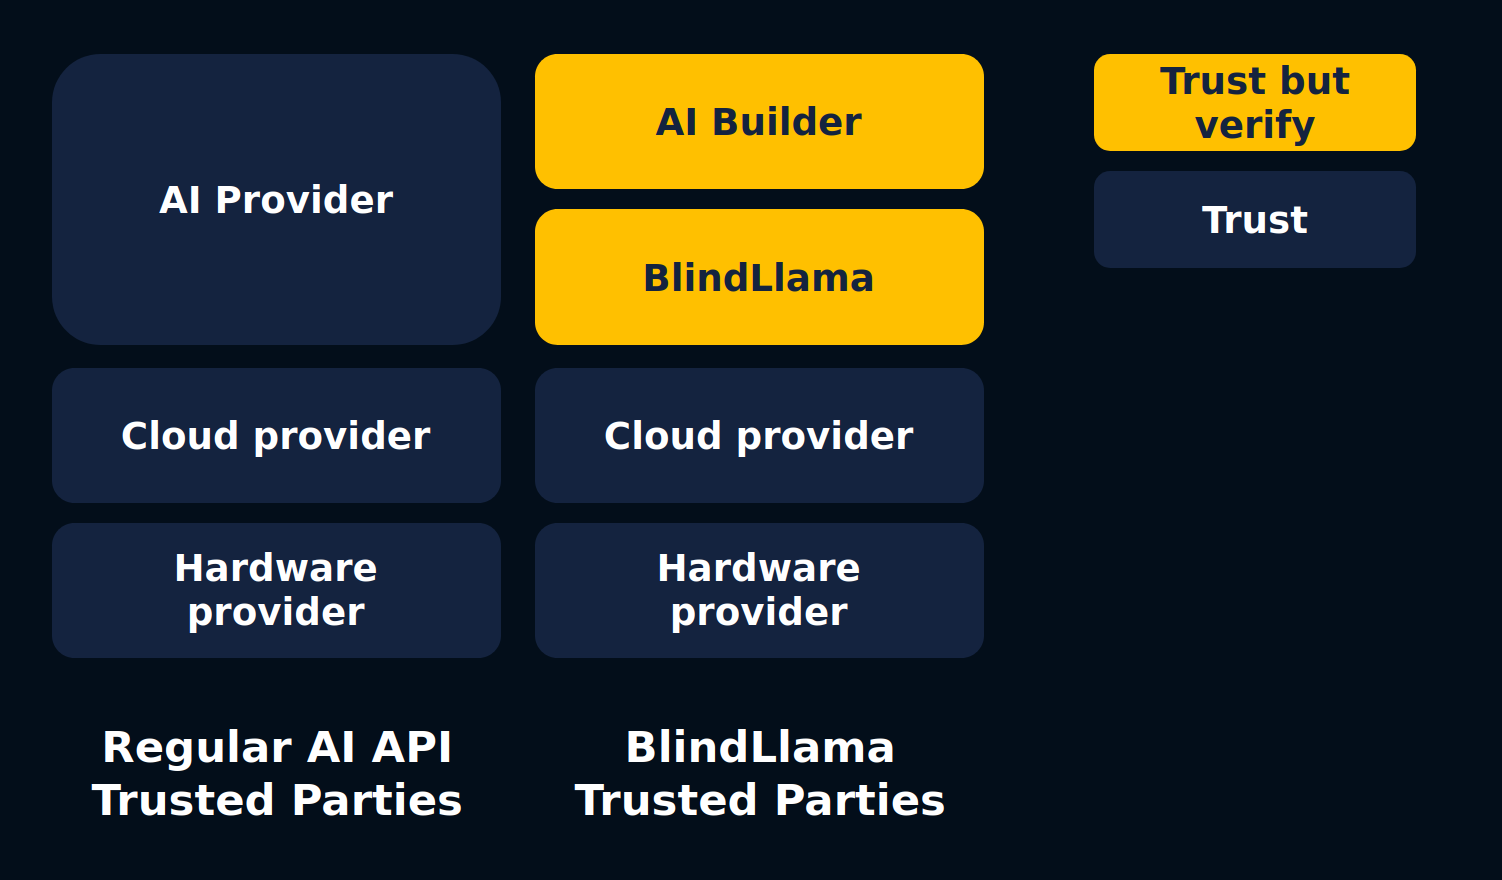 AI Provider
Cloud provider
Hardware
provider
Regular AI API
Trusted Parties
AI Builder
BlindLlama
Cloud provider
Hardware
provider
BlindLlama
Trusted Parties
Trust but
verify
Trust